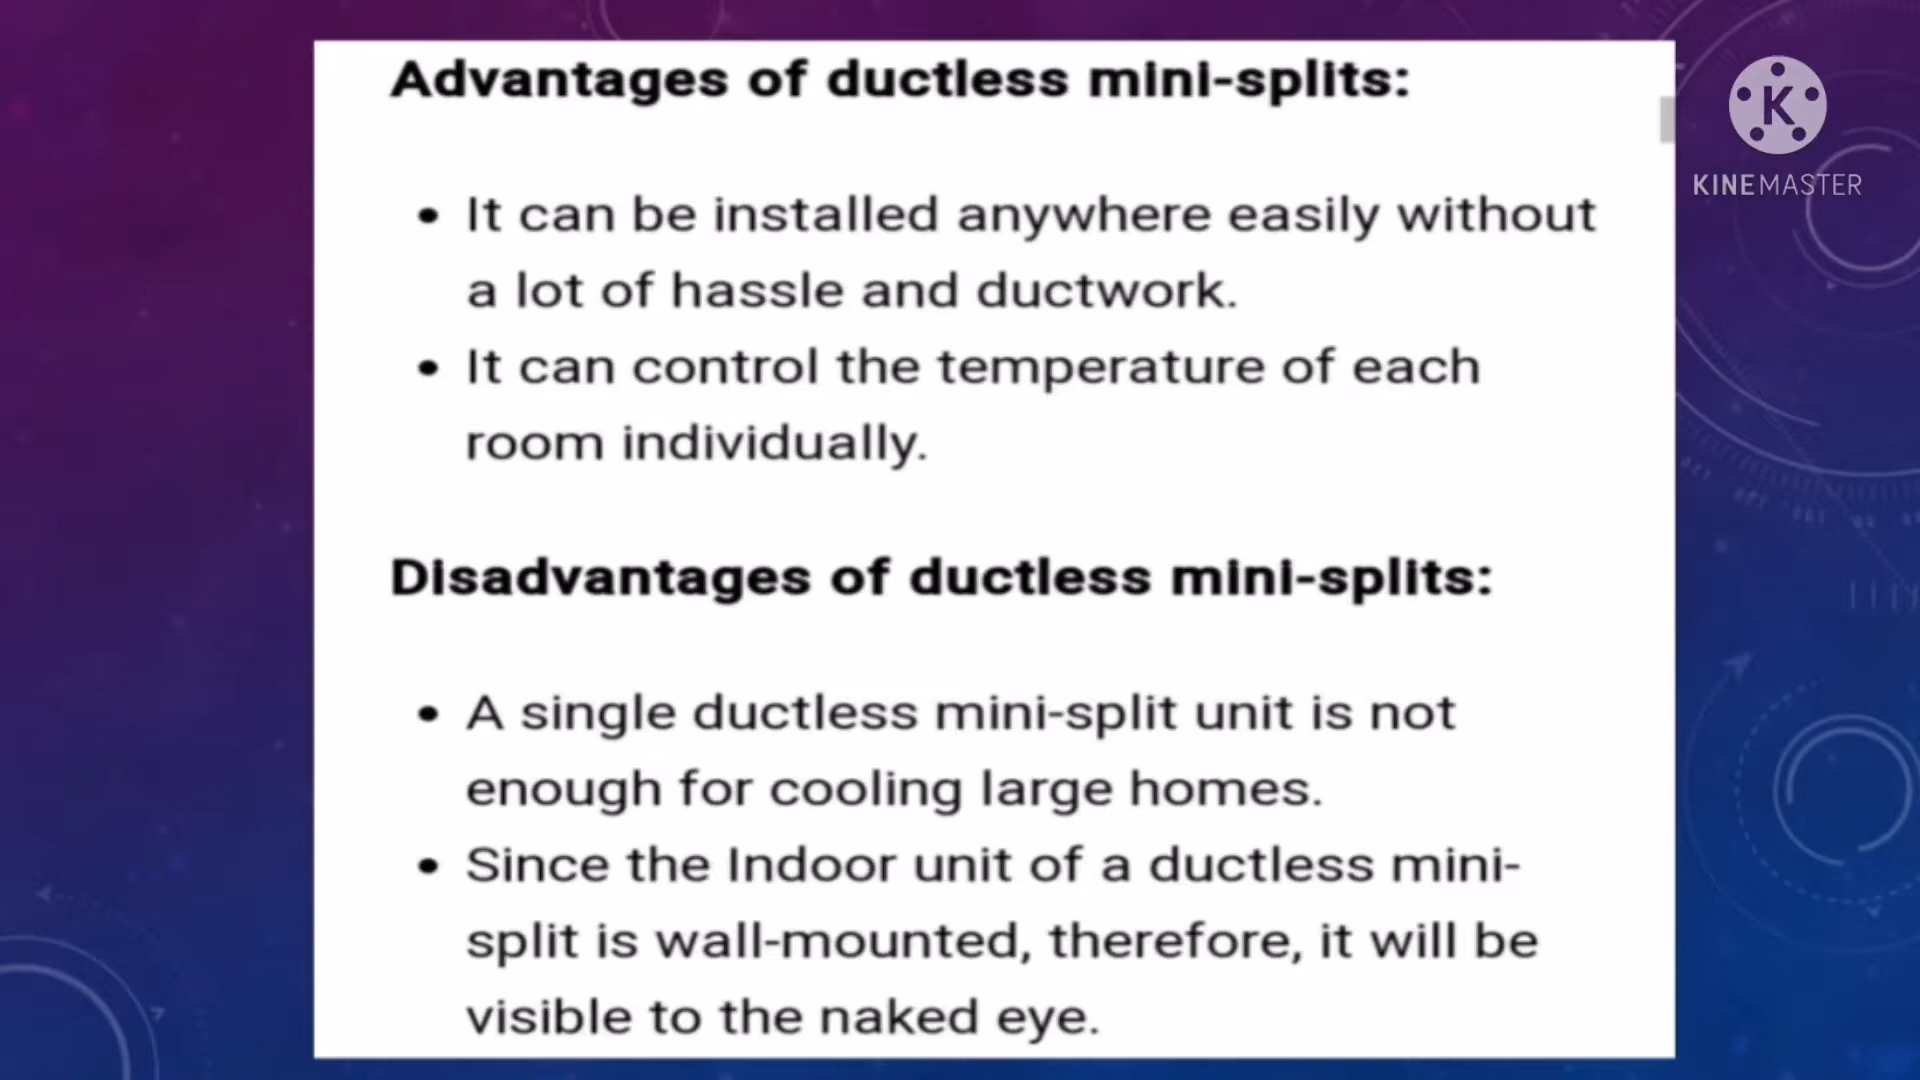 Advantages of ductless mini-splits:
K
KINEMASTER
• It can be installed anywhere easily without
a lot of hassle and ductwork.
• It can control the temperature of each
room individually.
Disadvantages of ductless mini-splits:
• A single ductless mini-split unit is not
enough for cooling large homes.
• Since the Indoor unit of a ductless mini-
split is wall-mounted, therefore, it will be
visible to the naked eye.